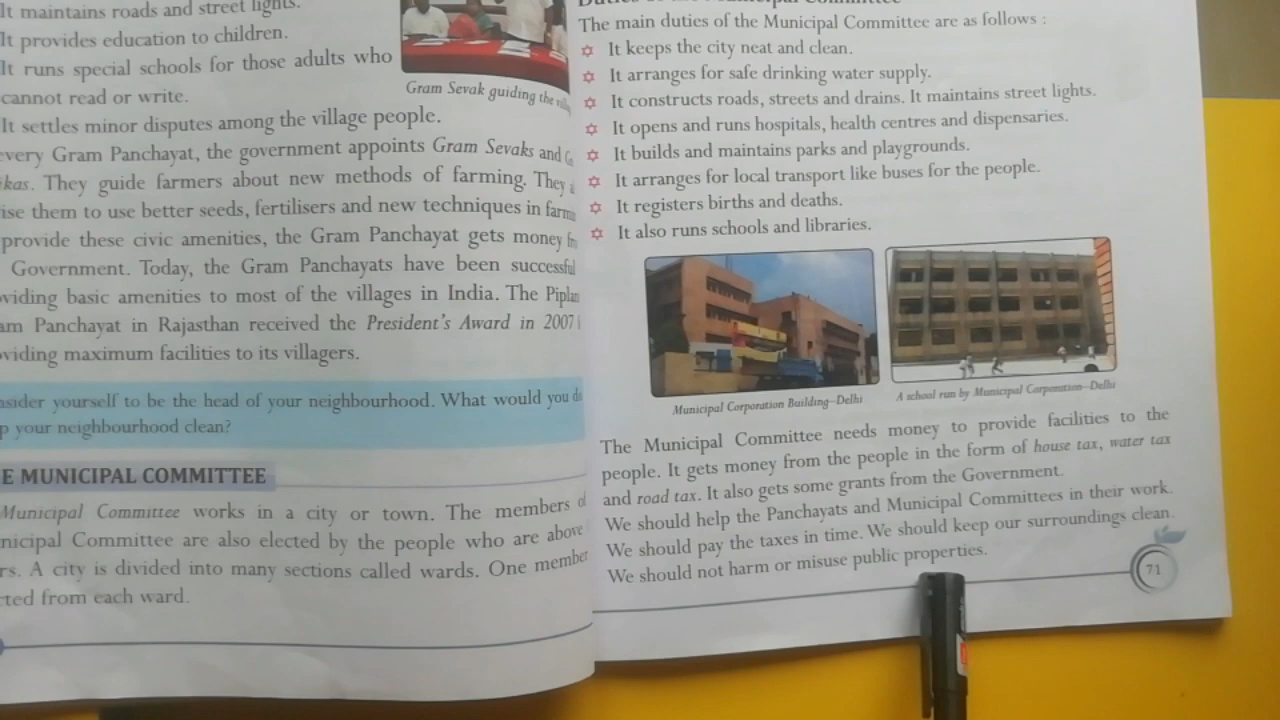 It maintains roads and street lights.
It provides education to children.
It runs special schools for those adults who
cannot read or write.
Gram Sevak guiding the
It settles minor disputes among the village people.
every Gram Panchayat, the government appoints Gram Sevaks and
They guide farmers about new methods of farming. They
them to use better seeds, fertilisers and new techniques in
provide these civic amenities, the Gram Panchayat gets money
Government. Today, the Gram Panchayats have been successful
basic amenities to most of the villages in India. The
Panchayat in Rajasthan received the President's Award in 2007
maximum facilities to its villagers.
yourself to be the head of your neighbourhood. What would you
your neighbourhood clean?
MUNICIPAL COMMITTEE
Municipal Committee works in a city or town. The members
Committee are also elected by the people who are above
A city is divided into many sections called wards. One member
from each ward.
The main duties of the Municipal Committee are as follows :
It keeps the city neat and clean.
It arranges for safe drinking water supply.
It constructs roads, streets and drains. It maintains street lights.
It opens and runs hospitals, health centres and dispensaries.
It builds and maintains parks and playgrounds.
It arranges for local transport like buses for the people.
It registers births and deaths.
It also runs schools and libraries.
Municipal Corporation Building–Delhi
A school run by Municipal Corporation–Delhi
The Municipal Committee needs money to provide facilities to the
people. It gets money from the people in the form of house tax, water tax
and road tax. It also gets some grants from the Government.
We should help the Panchayats and Municipal Committees in their work.
We should pay the taxes in time. We should keep our surroundings clean.
We should not harm or misuse public properties.
71